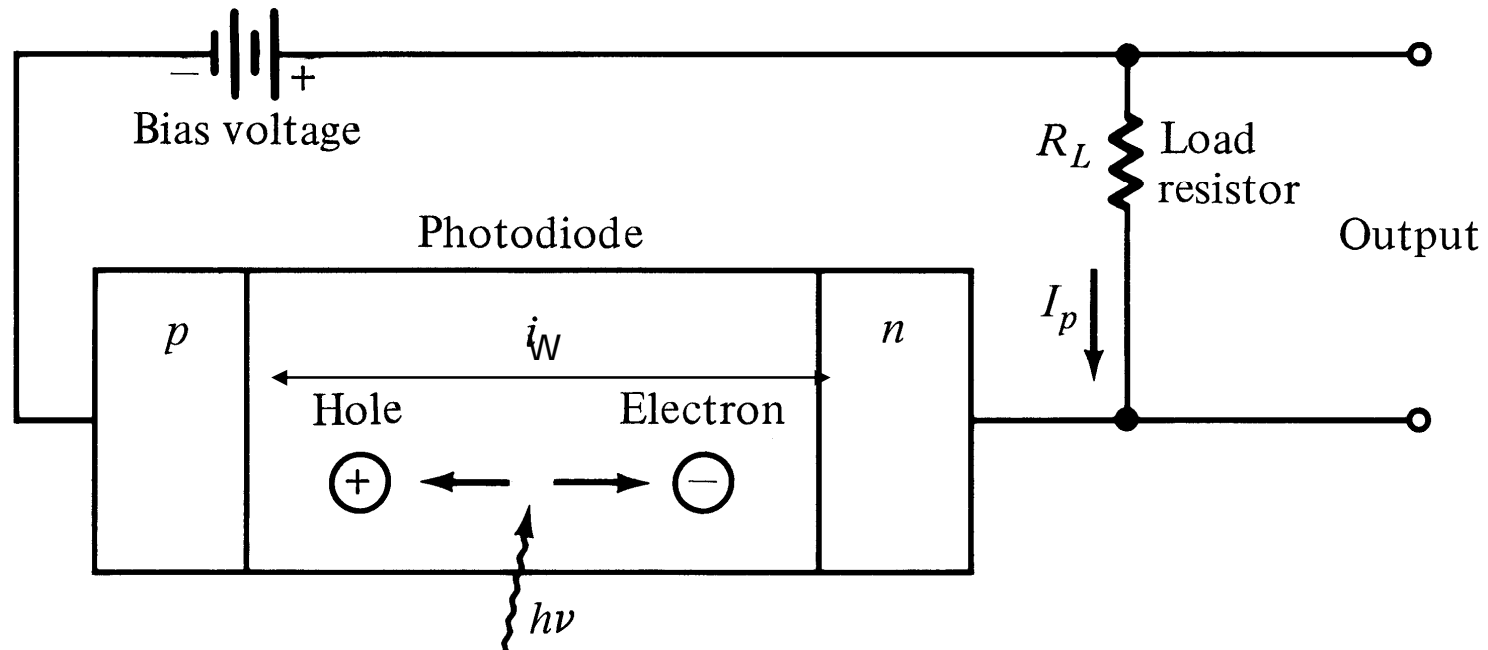 − +
Bias voltage
R_L Load
resistor
Photodiode
Output
I_p
p i W n
Hole Electron
+ −
hν